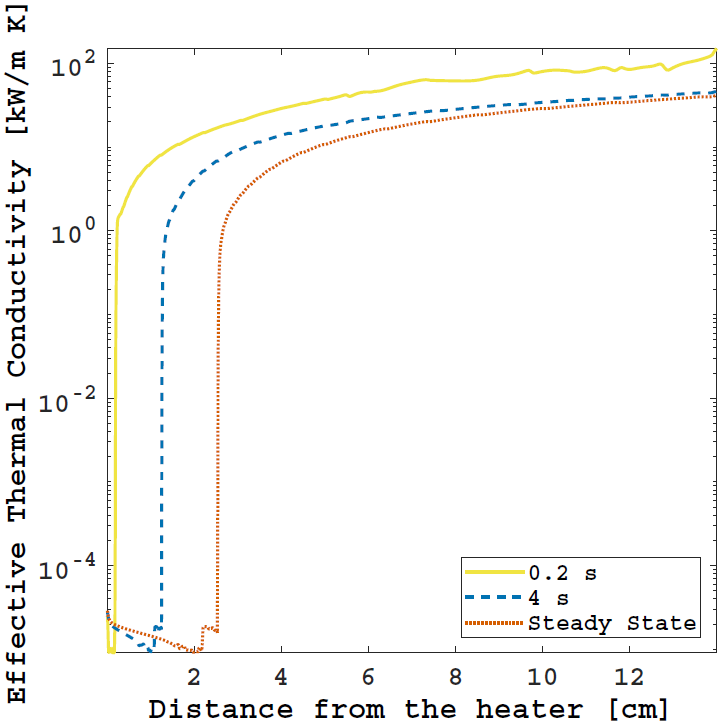 Effective Thermal Conductivity [kW/m K]
10^2
10^0
10^-2
10^-4
0.2 s
4 s
Steady State
2 4 6 8 10 12
Distance from the heater [cm]